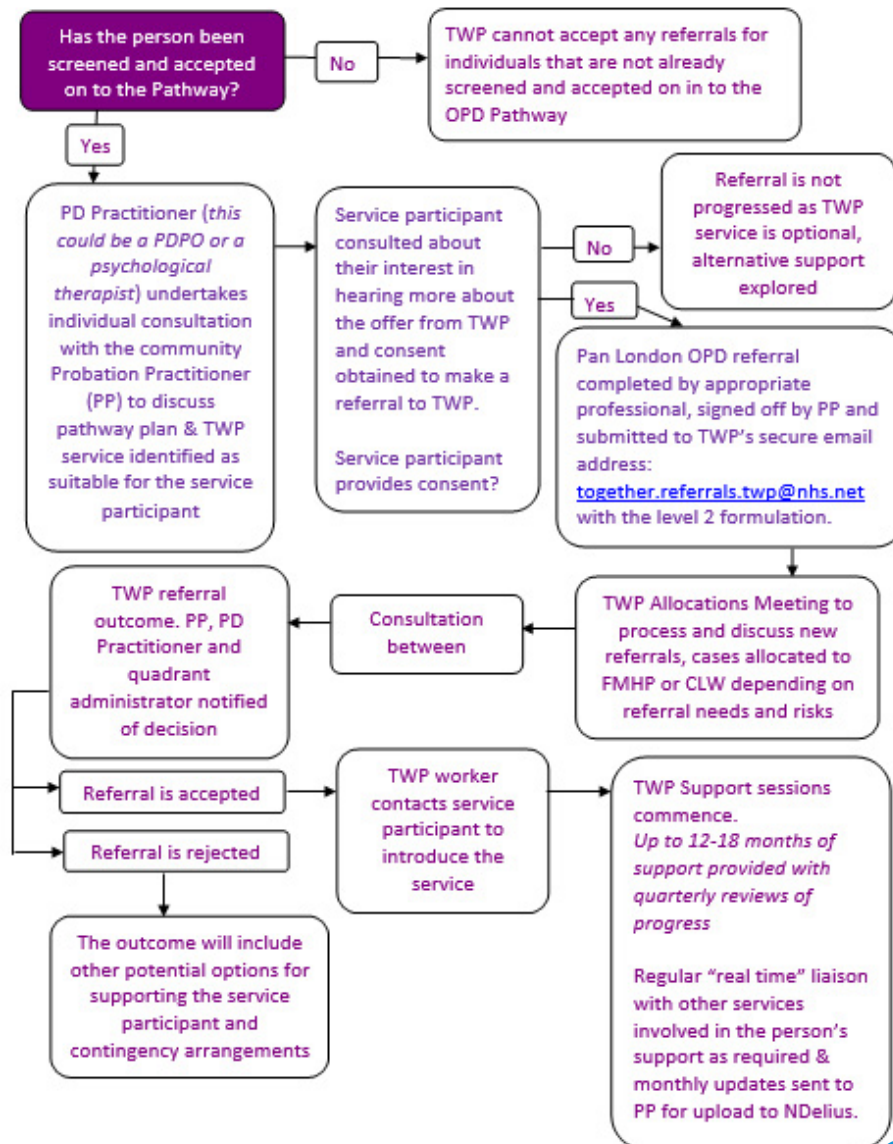 Has the person been
screened and accepted
on to the Pathway?
No
TWP cannot accept any referrals for
individuals that are not already
screened and accepted on in to the
OPD Pathway
Yes
PD Practitioner (this
could be a PDPO or a
psychological
therapist) undertakes
individual consultation
with the community
Probation Practitioner
(PP) to discuss
pathway plan & TWP
service identified as
suitable for the service
participant
Service participant
consulted about
their interest in
hearing more about
the offer from TWP
and consent
obtained to make a
referral to TWP.
Service participant
provides consent?
No
Referral is not
progressed as TWP
service is optional,
alternative support
explored
Yes
Pan London OPD referral
completed by appropriate
professional, signed off by PP and
submitted to TWP's secure email
address:
together.referrals.twp@nhs.net
with the level 2 formulation.
TWP Allocations Meeting to
process and discuss new
referrals, cases allocated to
FMHP or CLW depending on
referral needs and risks
Consultation
between
TWP referral
outcome. PP, PD
Practitioner and
quadrant
administrator notified
of decision
Referral is accepted
Referral is rejected
TWP worker
contacts service
participant to
introduce the
service
TWP Support sessions
commence.
Up to 12-18 months of
support provided with
quarterly reviews of
progress
Regular “real time” liaison
with other services
involved in the person's
support as required &
monthly updates sent to
PP for upload to NDelius.
The outcome will include
other potential options for
supporting the service
participant and
contingency arrangements